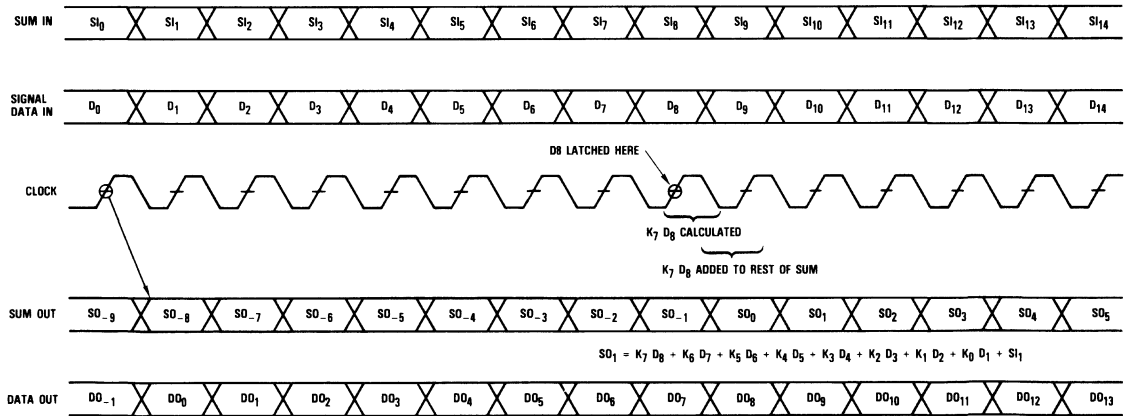 SUM IN SI0 SI1 SI2 SI3 SI4 SI5 SI6 SI7 SI8 SI9 SI10 SI11 SI12 SI13 SI14
SIGNAL DATA IN D0 D1 D2 D3 D4 D5 D6 D7 D8 D9 D10 D11 D12 D13 D14
D8 LATCHED HERE
CLOCK
K7 D8 CALCULATED
K7 D8 ADDED TO REST OF SUM
SUM OUT SO-9 SO-8 SO-7 SO-6 SO-5 SO-4 SO-3 SO-2 SO-1 SO0 SO1 SO2 SO3 SO4 SO5
SO1 = K7 D8 + K6 D7 + K5 D6 + K4 D5 + K3 D4 + K2 D3 + K1 D2 + K0 D1 + SI1
DATA OUT DO-1 DO0 DO1 DO2 DO3 DO4 DO5 DO6 DO7 DO8 DO9 DO10 DO11 DO12 DO13